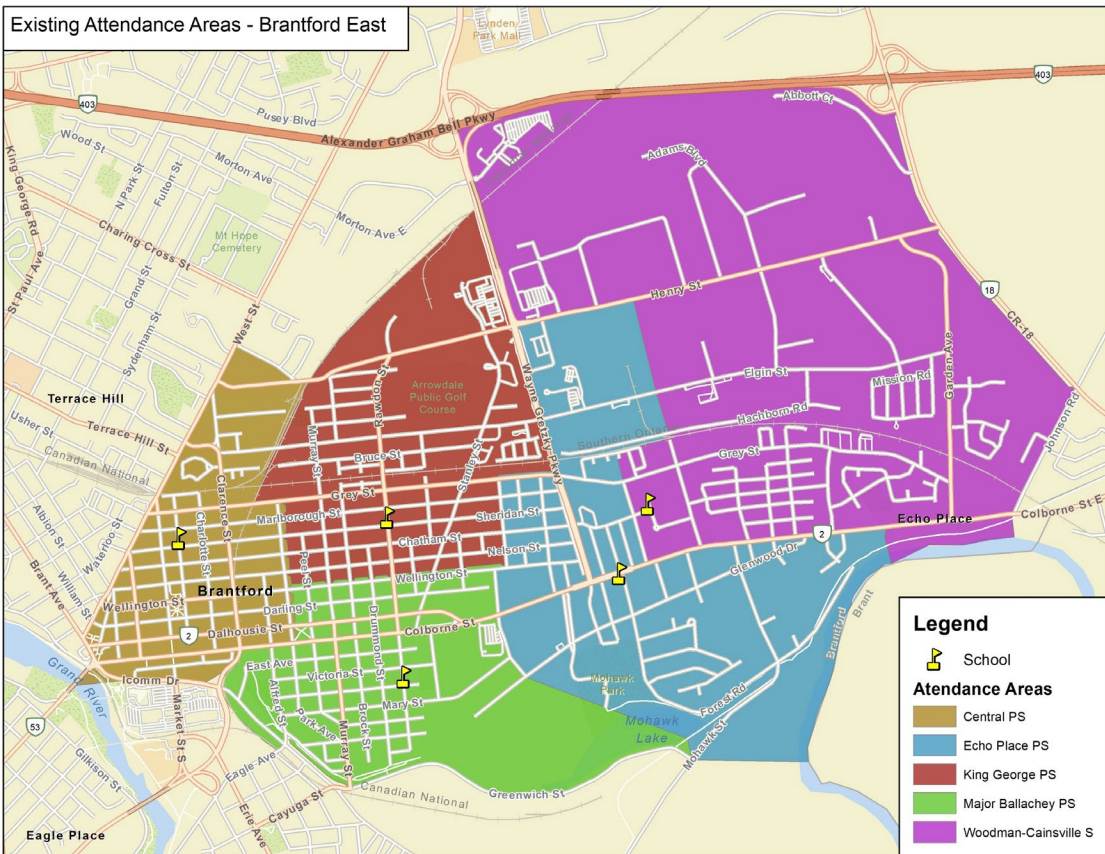 Existing Attendance Areas - Brantford East
Lynden
Park Mall
403
403
Abbott Ct
Pusey Blvd
Alexander Graham Bell Pkwy
Wood St
King George Rd
N Park St
Fulton St
Morton Ave
Adams Blvd
Morton Ave E
Mt Hope
Cemetery
Charing Cross St
St Paul Ave
Grand St
Sydenham St
West St
Henry St
18
CR-18
Garden Ave
Wayne Gretzky Pkwy
Rawdon St
Arrowdale
Public Golf
Course
Elgin St
Mission Rd
Terrace Hill
Usher St
Terrace Hill St
Canadian National
Murray St
Bruce St
Stanley St
Hachborn Rd
Southern Ontario
Grey St
Johnson Rd
Clarence St
Grey St
Marlborough St
Sheridan St
Chatham St
Nelson St
Albion St
Waterloo St
Charlotte St
Peel St
Wellington St
Echo Place
Colborne St E
2
Glenwood Dr
Brant Ave
William St
Wellington St
Brantford
Darling St
2
Dalhousie St
Colborne St
Drummond St
Brantford
Brant
Grand River
Icomm Dr
East Ave
Victoria St
Mary St
Alfred St
Park Ave
Brock St
Murray St
Market St S
Mohawk
Park
Forest Rd
Mohawk
Lake
Mohawk St
53
Gilkison St
Eagle Ave
Erie Ave
Cayuga St
Canadian National
Greenwich St
Eagle Place
Legend
School
Atendance Areas
Central PS
Echo Place PS
King George PS
Major Ballachey PS
Woodman-Cainsville S